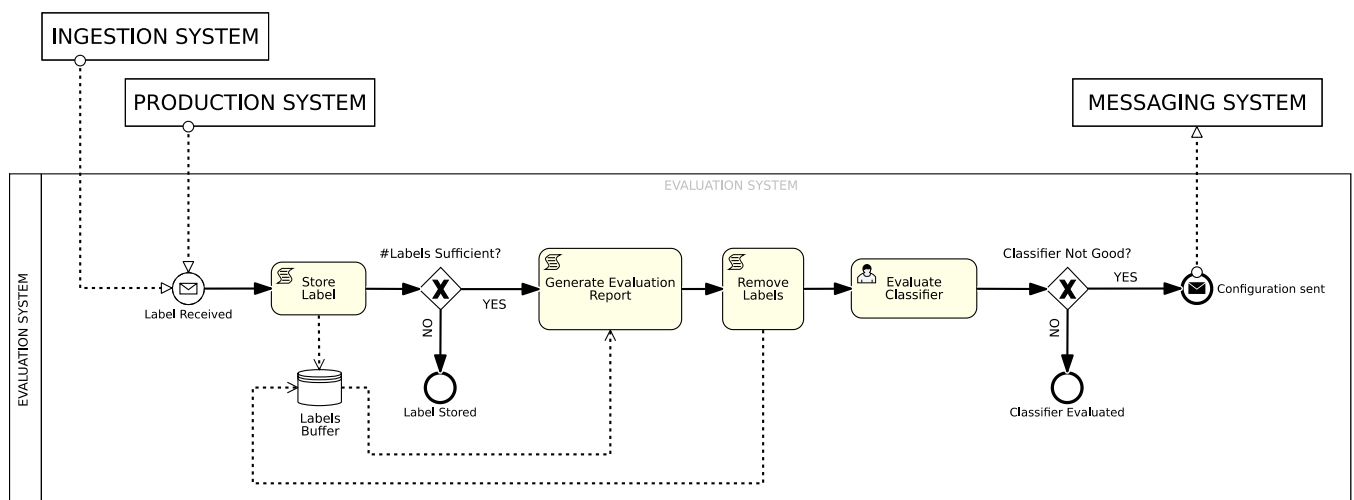 INGESTION SYSTEM
PRODUCTION SYSTEM
MESSAGING SYSTEM
EVALUATION SYSTEM
EVALUATION SYSTEM
Label Received
Store
Label
#Labels Sufficient?
YES
NO
Label Stored
Labels
Buffer
Generate Evaluation
Report
Remove
Labels
Evaluate
Classifier
Classifier Not Good?
YES
NO
Classifier Evaluated
Configuration sent